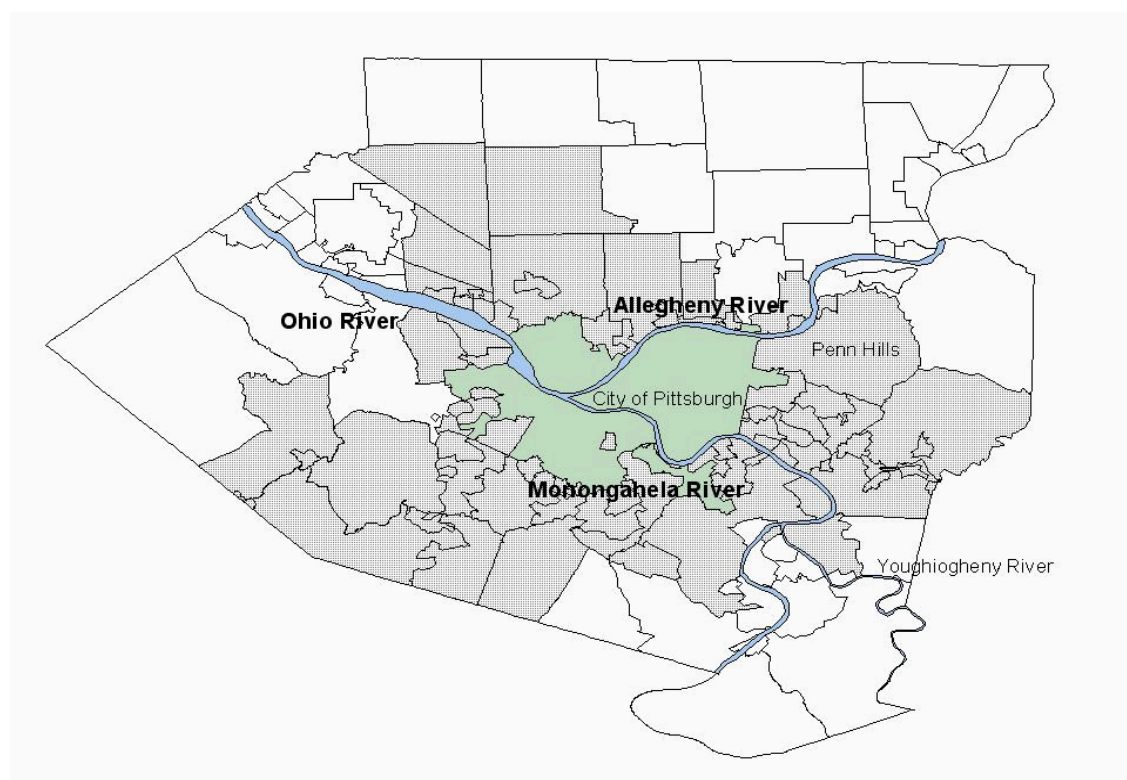 Allegheny River
Ohio River
Penn Hills
City of Pittsburgh
Monongahela River
Youghiogheny River